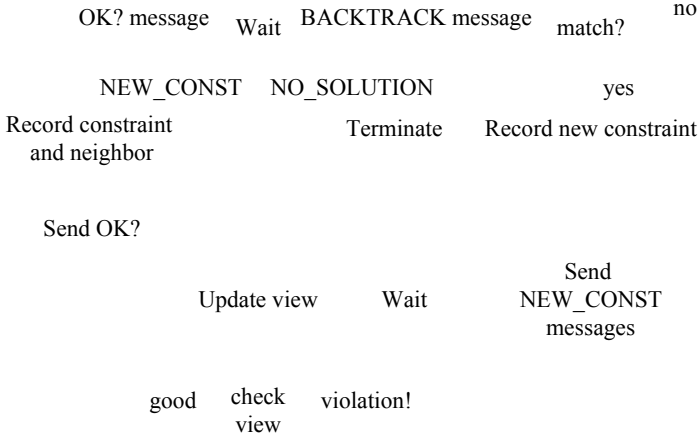 OK? message
Wait
BACKTRACK message
match?
no
NEW_CONST
NO_SOLUTION
yes
Record constraint
and neighbor
Terminate
Record new constraint
Send OK?
Update view
Wait
Send
NEW_CONST
messages
good
check
view
violation!